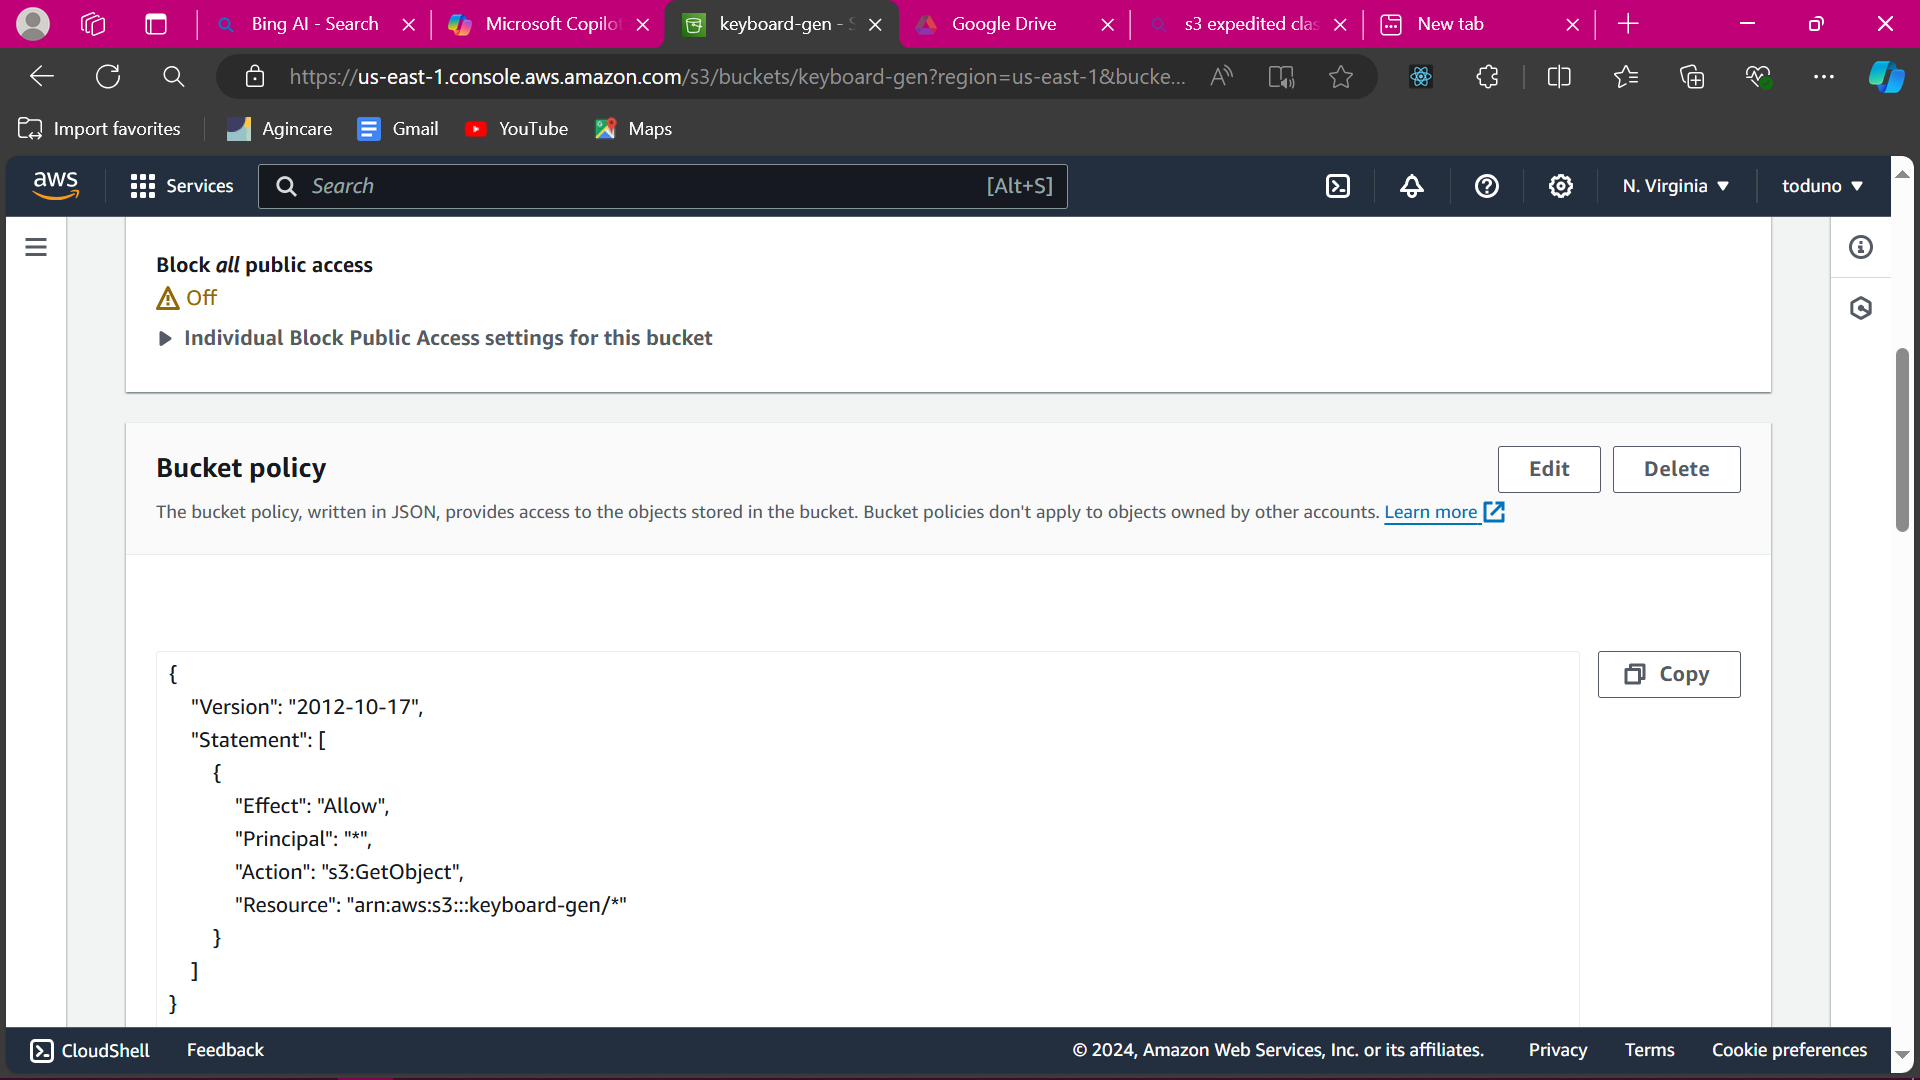 Bing AI - Search
Microsoft Copilot
keyboard-gen - S
Google Drive
s3 expedited clas
New tab
https://us-east-1.console.aws.amazon.com/s3/buckets/keyboard-gen?region=us-east-1&bucke...
Import favorites
Agincare
Gmail
YouTube
Maps
aws
Services
Search
[Alt+S]
N. Virginia
toduno
Block all public access
Off
Individual Block Public Access settings for this bucket
Bucket policy
Edit
Delete
The bucket policy, written in JSON, provides access to the objects stored in the bucket. Bucket policies don't apply to objects owned by other accounts. Learn more
Copy
{
"Version": "2012-10-17",
"Statement": [
{
"Effect": "Allow",
"Principal": "*",
"Action": "s3:GetObject",
"Resource": "arn:aws:s3:::keyboard-gen/*"
}
]
}
CloudShell
Feedback
© 2024, Amazon Web Services, Inc. or its affiliates.
Privacy
Terms
Cookie preferences